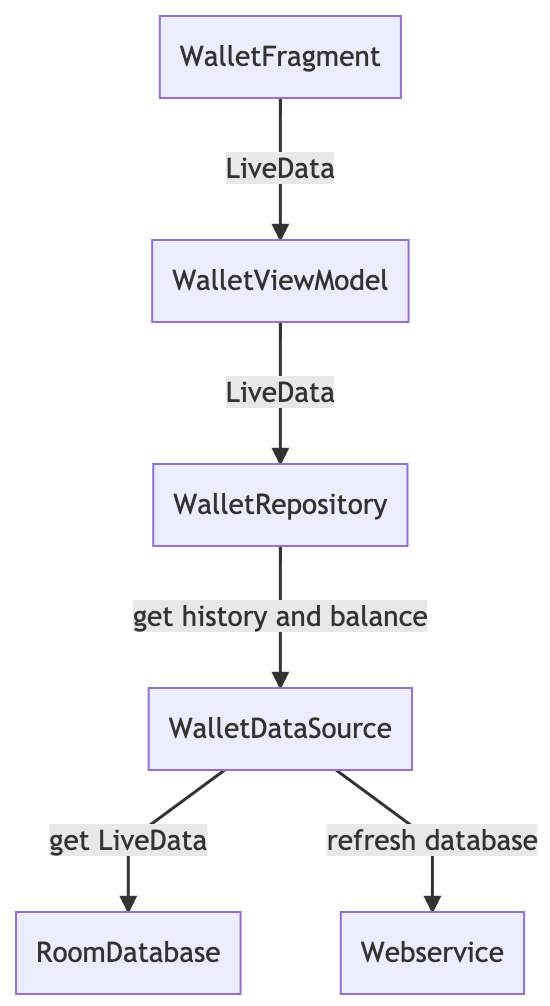 WalletFragment
LiveData
WalletViewModel
LiveData
WalletRepository
get history and balance
WalletDataSource
get LiveData
refresh database
RoomDatabase
Webservice